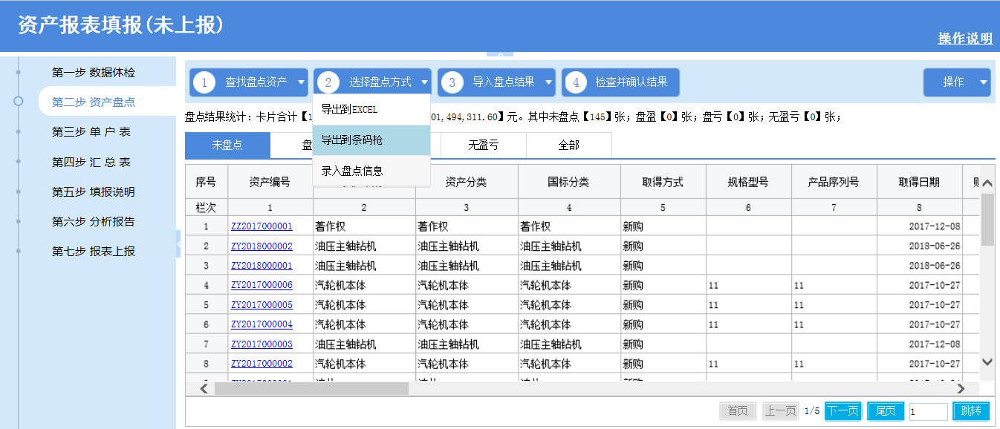 资产报表填报(未上报)
操作说明
第一步 数据体检
第二步 资产盘点
第三步 单 户 表
第四步 汇 总 表
第五步 填报说明
第六步 分析报告
第七步 报表上报
1 查找盘点资产 2 选择盘点方式 3 导入盘点结果 4 检查并确认结果 操作
导出到EXCEL
导出到条码枪
录入盘点信息
盘点结果统计：卡片合计【1 01,494,311.60】元。其中未盘点【145】张；盘盈【0】张；盘亏【0】张；无盈亏【0】张；
未盘点 盘 无盈亏 全部
序号 资产编号 资产分类 国标分类 取得方式 规格型号 产品序列号 取得日期
栏次 1 2 3 4 5 6 7 8
1 ZZ2017000001 著作权 著作权 著作权 新购 2017-12-08
2 ZY2018000002 油压主轴钻机 油压主轴钻机 油压主轴钻机 新购 2018-06-26
3 ZY2018000001 油压主轴钻机 油压主轴钻机 油压主轴钻机 新购 2018-06-26
4 ZY2017000006 汽轮机本体 汽轮机本体 汽轮机本体 新购 11 11 2017-10-27
5 ZY2017000005 汽轮机本体 汽轮机本体 汽轮机本体 新购 11 11 2017-10-27
6 ZY2017000004 汽轮机本体 汽轮机本体 汽轮机本体 新购 11 11 2017-10-27
7 ZY2017000003 油压主轴钻机 油压主轴钻机 油压主轴钻机 新购 2017-12-08
8 ZY2017000002 汽轮机本体 汽轮机本体 汽轮机本体 新购 11 11 2017-10-27
首页 上一页 1/5 下一页 尾页 1 跳转